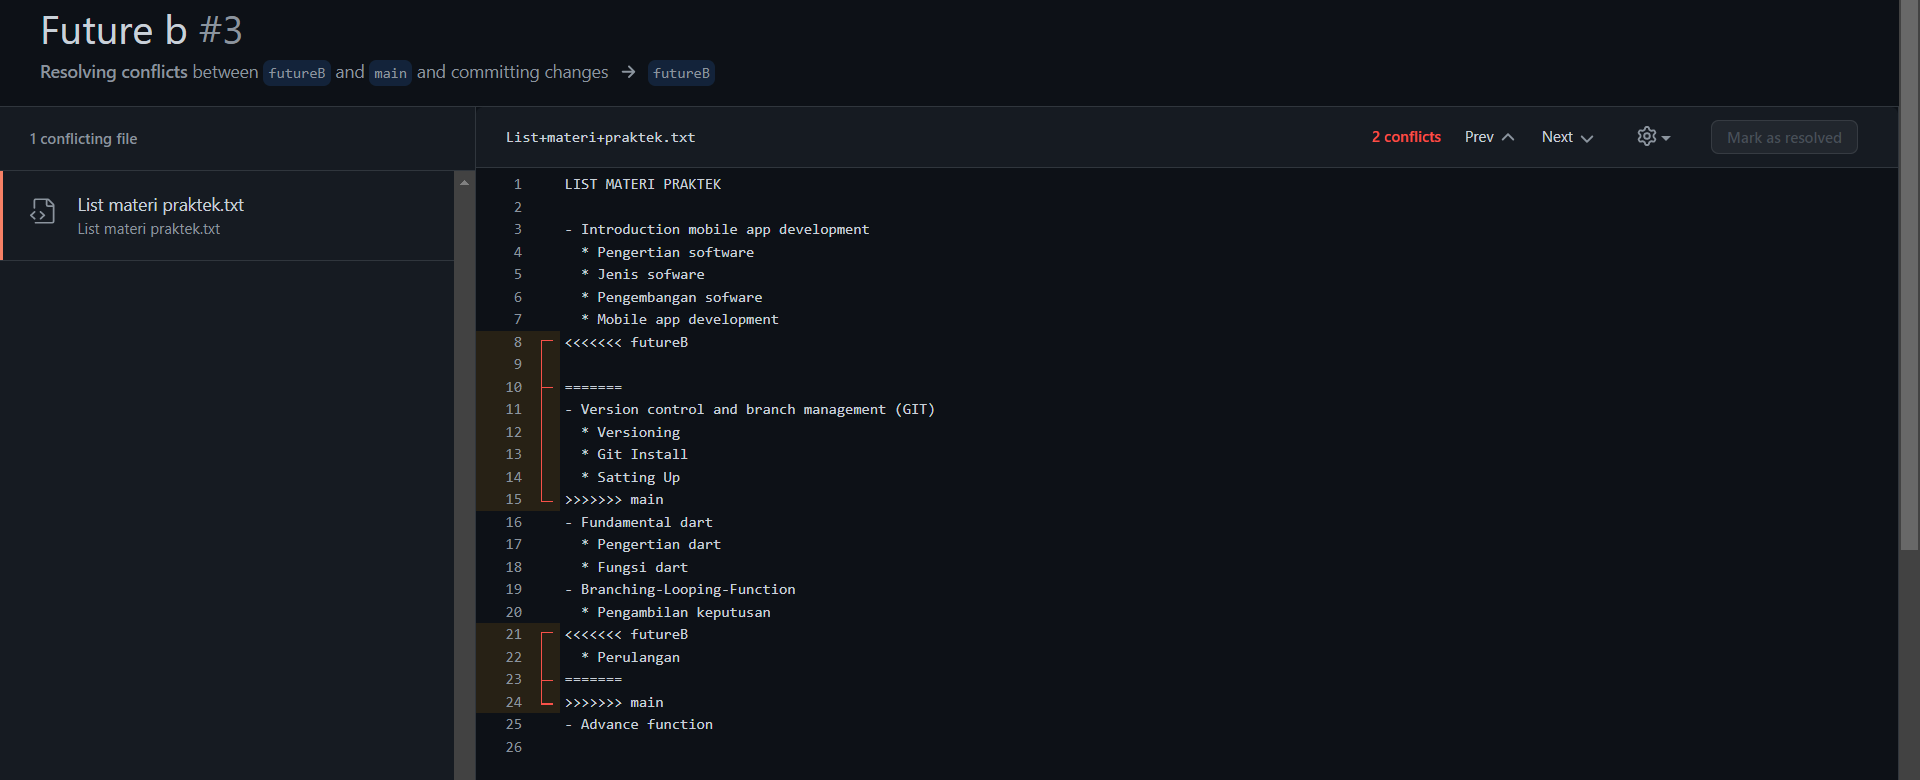 Future b #3
Resolving conflicts between futureB and main and committing changes → futureB
1 conflicting file
List materi praktek.txt
List materi praktek.txt
List+materi+praktek.txt
2 conflicts Prev Next Mark as resolved
1 LIST MATERI PRAKTEK
2
3 - Introduction mobile app development
4   * Pengertian software
5   * Jenis sofware
6   * Pengembangan sofware
7   * Mobile app development
8 <<<<<<< futureB
9
10 =======
11 - Version control and branch management (GIT)
12   * Versioning
13   * Git Install
14   * Satting Up
15 >>>>>>> main
16 - Fundamental dart
17   * Pengertian dart
18   * Fungsi dart
19 - Branching-Looping-Function
20   * Pengambilan keputusan
21 <<<<<<< futureB
22   * Perulangan
23 =======
24 >>>>>>> main
25 - Advance function
26